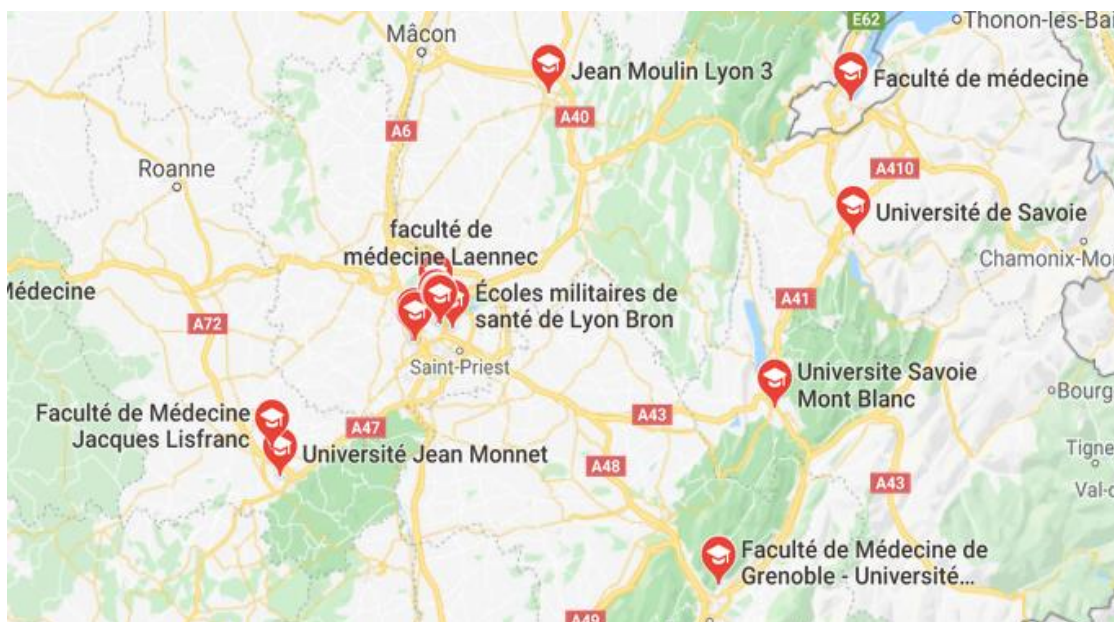 E62
Thonon-les-Bai
Mâcon
Jean Moulin Lyon 3
Faculté de médecine
A40
A6
Roanne
A410
Université de Savoie
faculté de
médecine Laennec
Chamonix-Mo
Médecine
Écoles militaires de
santé de Lyon Bron
A41
A72
Saint-Priest
Universite Savoie
Mont Blanc
Bourg
Faculté de Médecine
Jacques Lisfranc
A47
A43
Université Jean Monnet
Tigne
A48
A43
Val-d
Faculté de Médecine de
Grenoble - Université...
A49